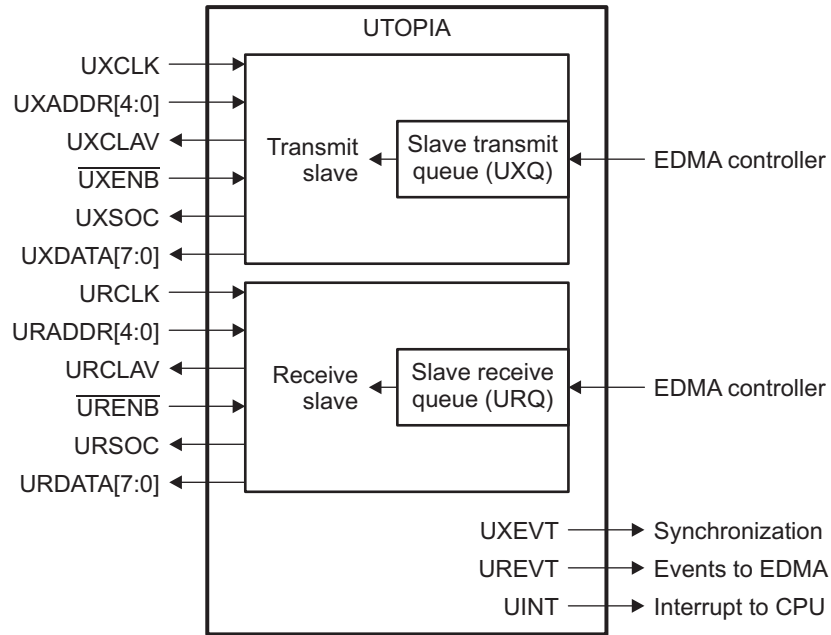 UTOPIA
UXCLK
UXADDR[4:0]
UXCLAV
UXENB
UXSOC
UXDATA[7:0]
Transmit
slave
Slave transmit
queue (UXQ)
EDMA controller
URCLK
URADDR[4:0]
URCLAV
URENB
URSOC
URDATA[7:0]
Receive
slave
Slave receive
queue (URQ)
EDMA controller
UXEVT Synchronization
UREVT Events to EDMA
UINT Interrupt to CPU